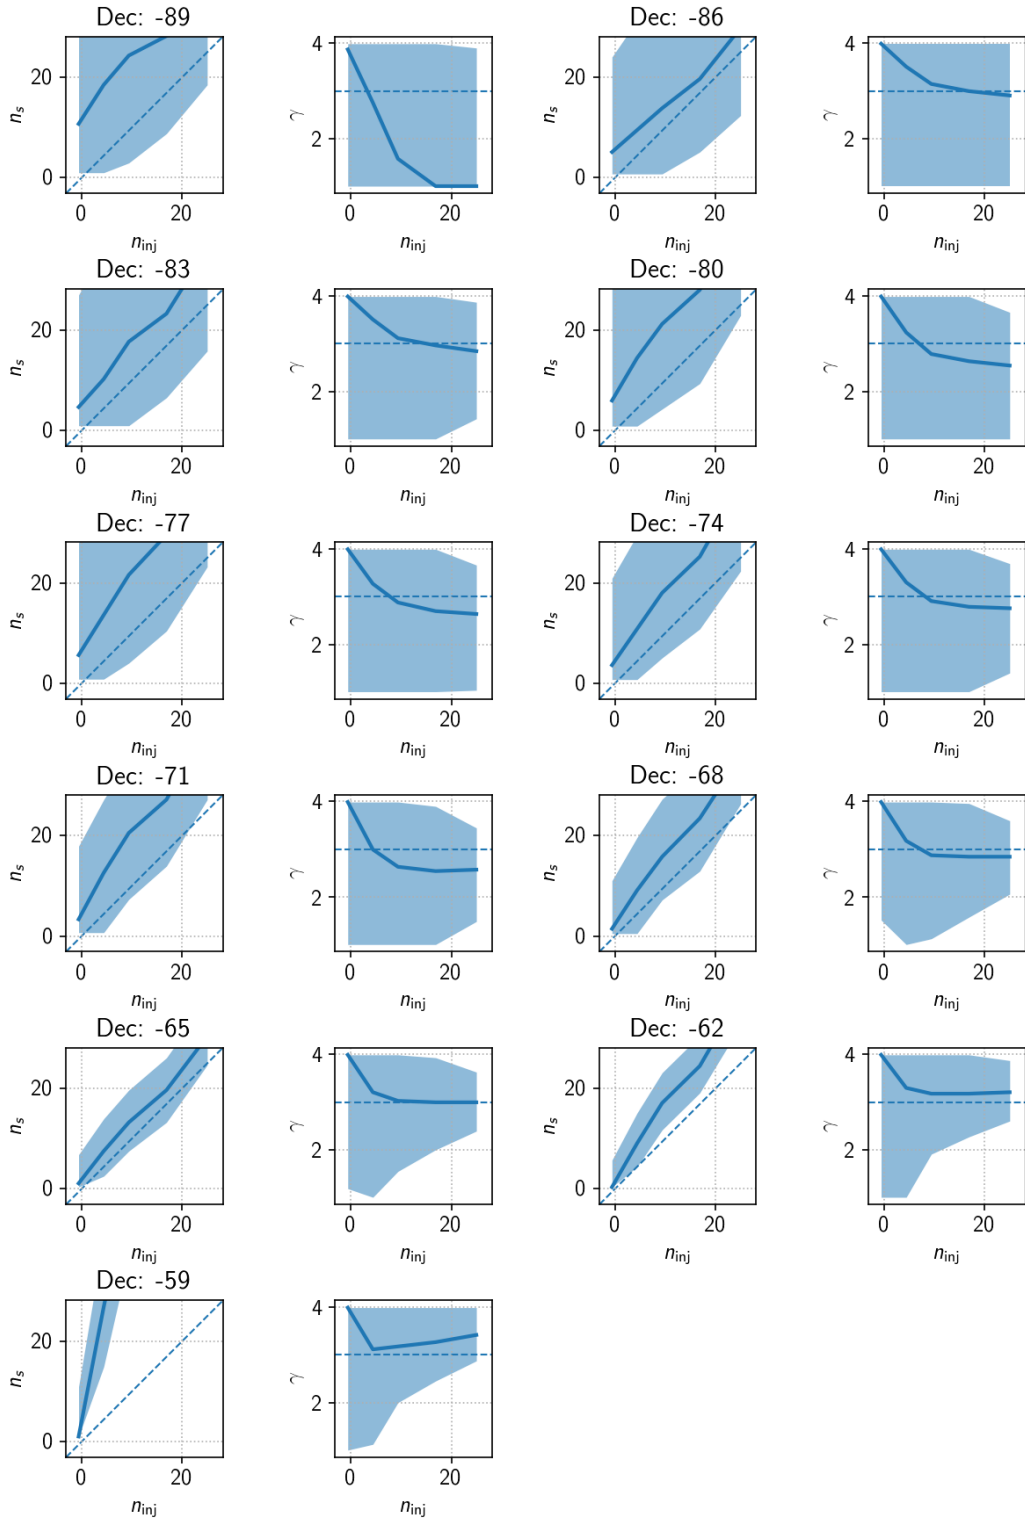 Dec: -89
Dec: -86
20
0
n_s
0 20
n_inj
4
2
γ
0 20
n_inj
20
0
n_s
0 20
n_inj
4
2
γ
0 20
n_inj
Dec: -83
Dec: -80
20
0
n_s
0 20
n_inj
4
2
γ
0 20
n_inj
20
0
n_s
0 20
n_inj
4
2
γ
0 20
n_inj
Dec: -77
Dec: -74
20
0
n_s
0 20
n_inj
4
2
γ
0 20
n_inj
20
0
n_s
0 20
n_inj
4
2
γ
0 20
n_inj
Dec: -71
Dec: -68
20
0
n_s
0 20
n_inj
4
2
γ
0 20
n_inj
20
0
n_s
0 20
n_inj
4
2
γ
0 20
n_inj
Dec: -65
Dec: -62
20
0
n_s
0 20
n_inj
4
2
γ
0 20
n_inj
20
0
n_s
0 20
n_inj
4
2
γ
0 20
n_inj
Dec: -59
20
0
n_s
0 20
n_inj
4
2
γ
0 20
n_inj